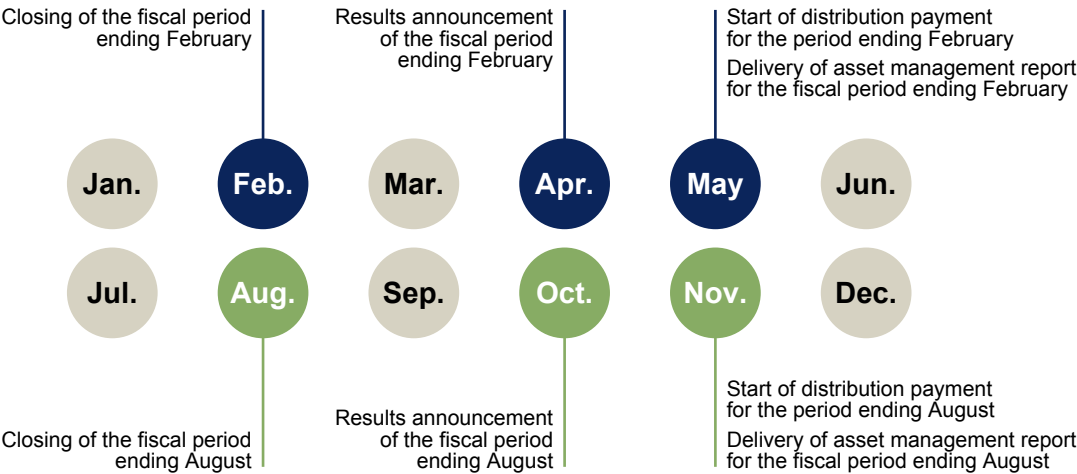 Closing of the fiscal period
ending February
Results announcement
of the fiscal period
ending February
Start of distribution payment
for the period ending February
Delivery of asset management report
for the fiscal period ending February
Jan.
Feb.
Mar.
Apr.
May
Jun.
Jul.
Aug.
Sep.
Oct.
Nov.
Dec.
Closing of the fiscal period
ending August
Results announcement
of the fiscal period
ending August
Start of distribution payment
for the period ending August
Delivery of asset management report
for the fiscal period ending August